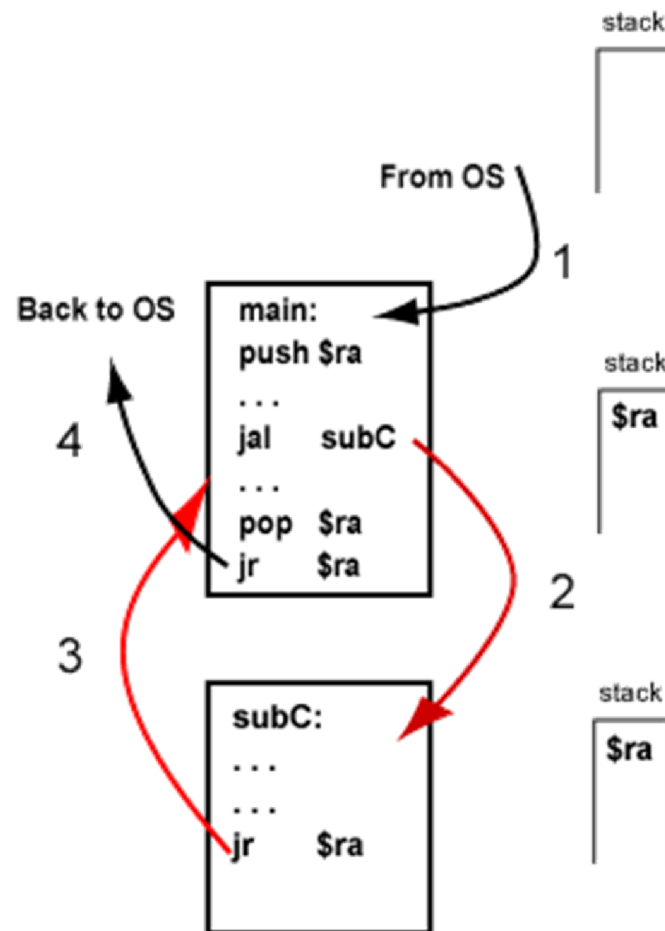 stack
From OS
1
Back to OS
main:
push $ra
. . .
jal subC
. . .
pop $ra
jr $ra
4
stack
$ra
2
3
subC:
. . .
. . .
jr $ra
stack
$ra